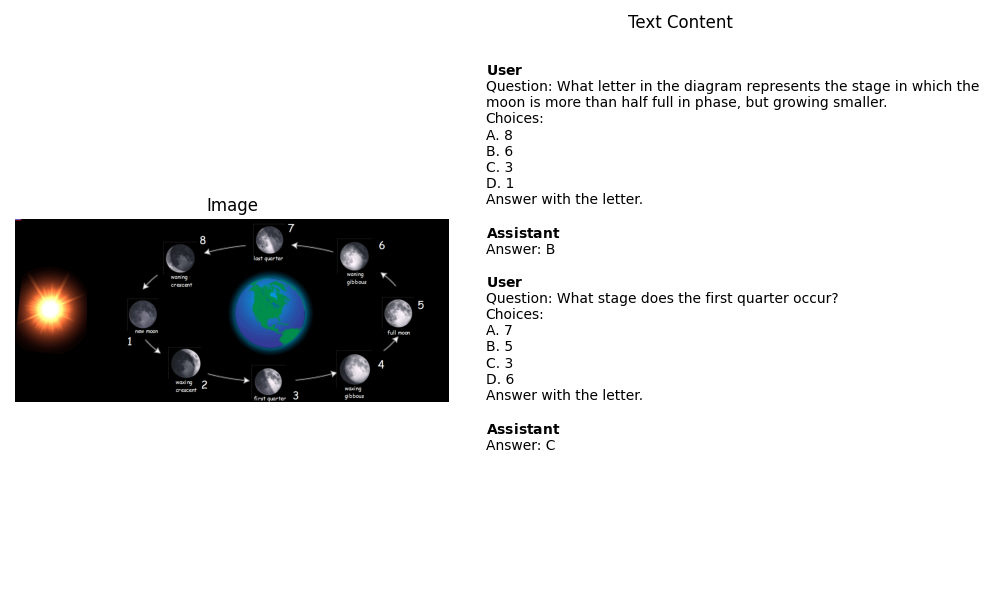 Text Content
User
Question: What letter in the diagram represents the stage in which the
moon is more than half full in phase, but growing smaller.
Choices:
A. 8
B. 6
C. 3
D. 1
Answer with the letter.
Assistant
Answer: B
User
Question: What stage does the first quarter occur?
Choices:
A. 7
B. 5
C. 3
D. 6
Answer with the letter.
Assistant
Answer: C
Image
7
last quarter
8
waning
crescent
6
waning
gibbous
new moon
1
5
full moon
waxing
crescent
2
first quarter
3
4
waxing
gibbous